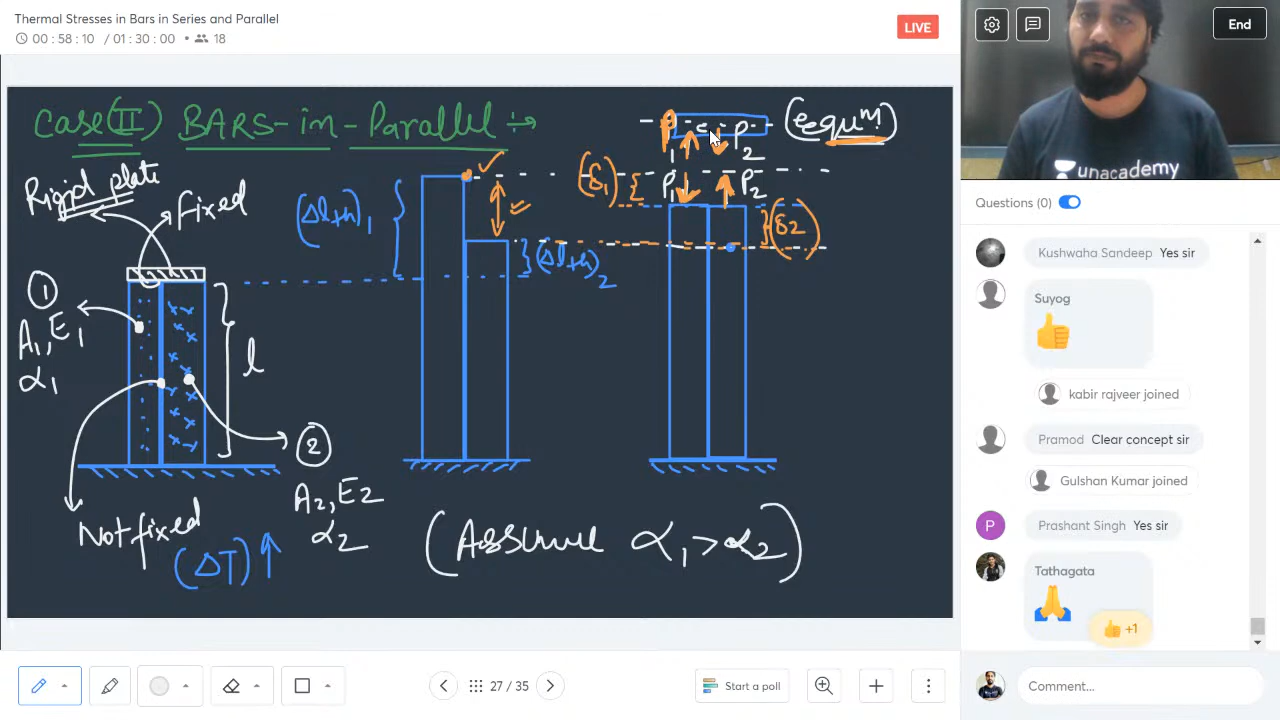 Thermal Stresses in Bars in Series and Parallel
00 : 58 : 10 / 01 : 30 : 00 • 18
LIVE
End
Case(II) BARS-in-Parallel :→
Rigid plate
fixed
① A1, E1 α1
l
Not fixed
(ΔT)↑
② A2, E2 α2
(Δlth)1
(Δlth)2
(Assume α1 > α2)
(δ1)
(δ2)
P1 P2
P1 P2
(eequm)
unacademy
Questions (0)
Kushwaha Sandeep Yes sir
Suyog
👍
kabir rajveer joined
Pramod Clear concept sir
Gulshan Kumar joined
P
Prashant Singh Yes sir
Tathagata
🙏
👍 +1
27 / 35
Start a poll
Comment...